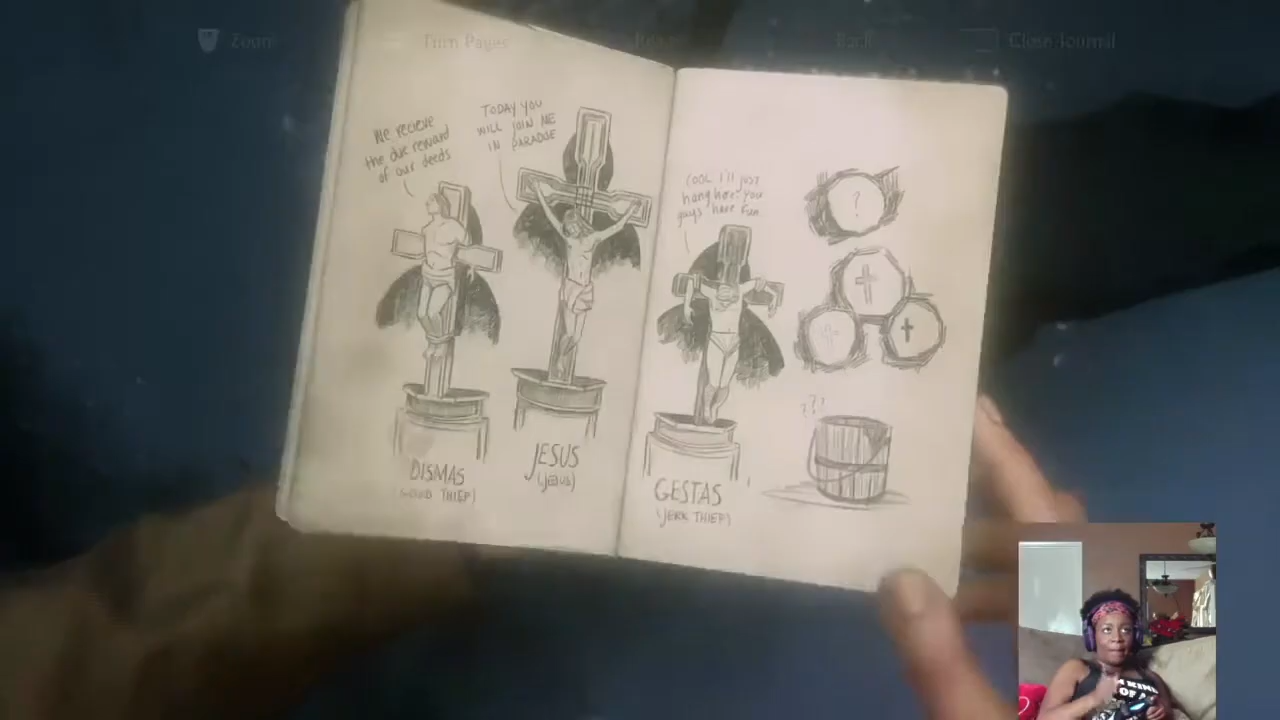 Zoom
Turn Pages
Back
Close Journal
We recieve
the due reward
of our deeds
TODAY YOU
WILL JOIN ME
IN PARADISE
COOL I'll just
hang here. you
guys have fun.
?
???
DISMAS
(GOOD THIEF)
JESUS
(JESUS)
GESTAS
(JERK THIEF)
KIND
OF A